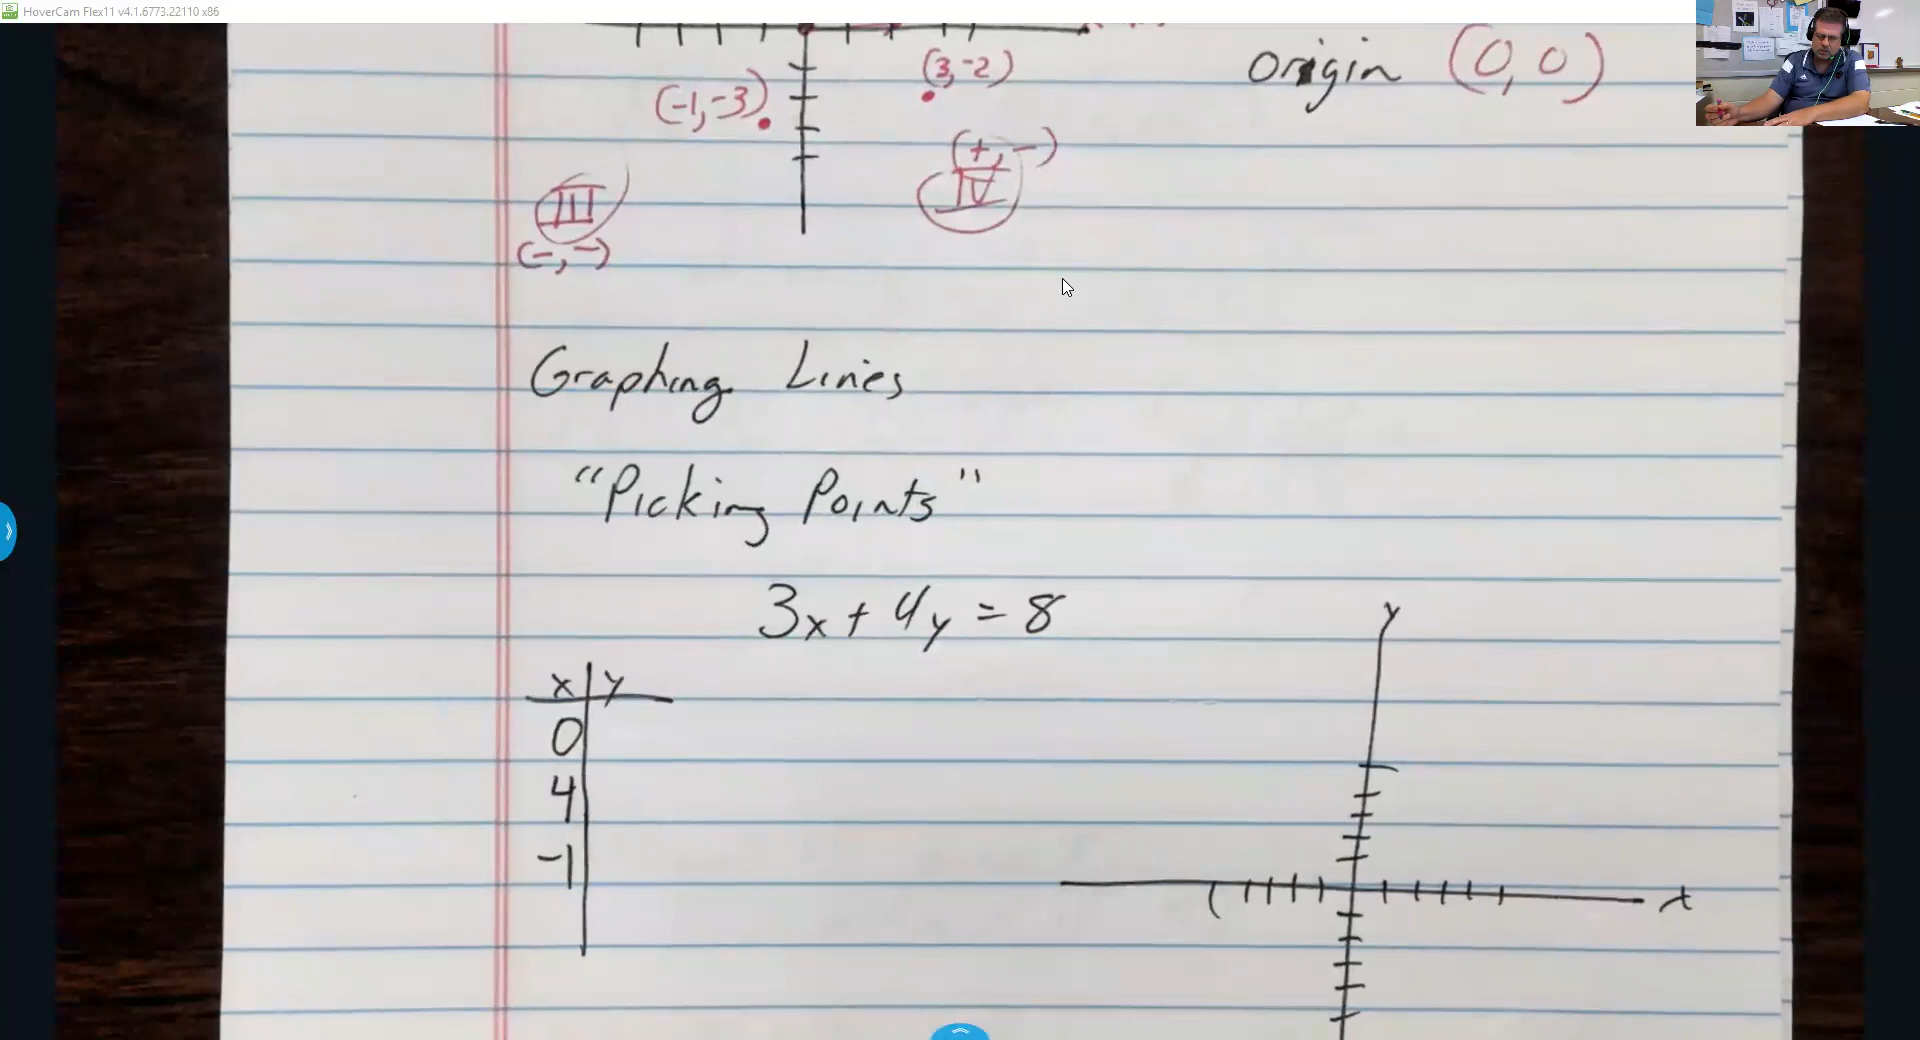 HoverCam Flex11 v4.1.6773.22110 x86
(3,-2)
origin (0,0)
(-1,-3)
(+,-)
IV
III
(-,-)
Graphing Lines
"Picking Points"
3x + 4y = 8
y
x y
0
4
-1
x